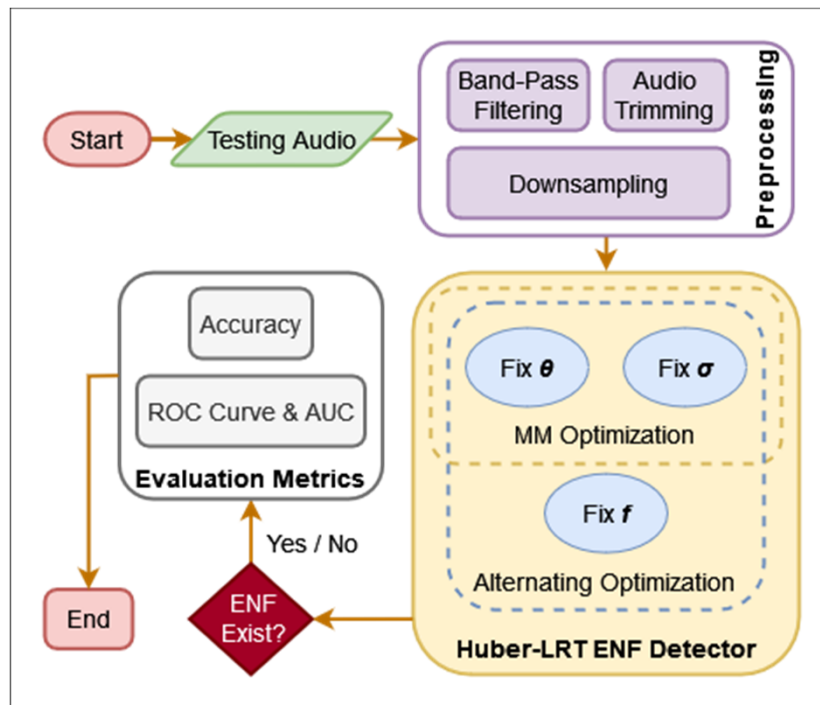 Start
Testing Audio
Band-Pass
Filtering
Audio
Trimming
Downsampling
Preprocessing
Fix θ
Fix σ
MM Optimization
Fix f
Alternating Optimization
Huber-LRT ENF Detector
ENF
Exist?
Yes / No
Accuracy
ROC Curve & AUC
Evaluation Metrics
End